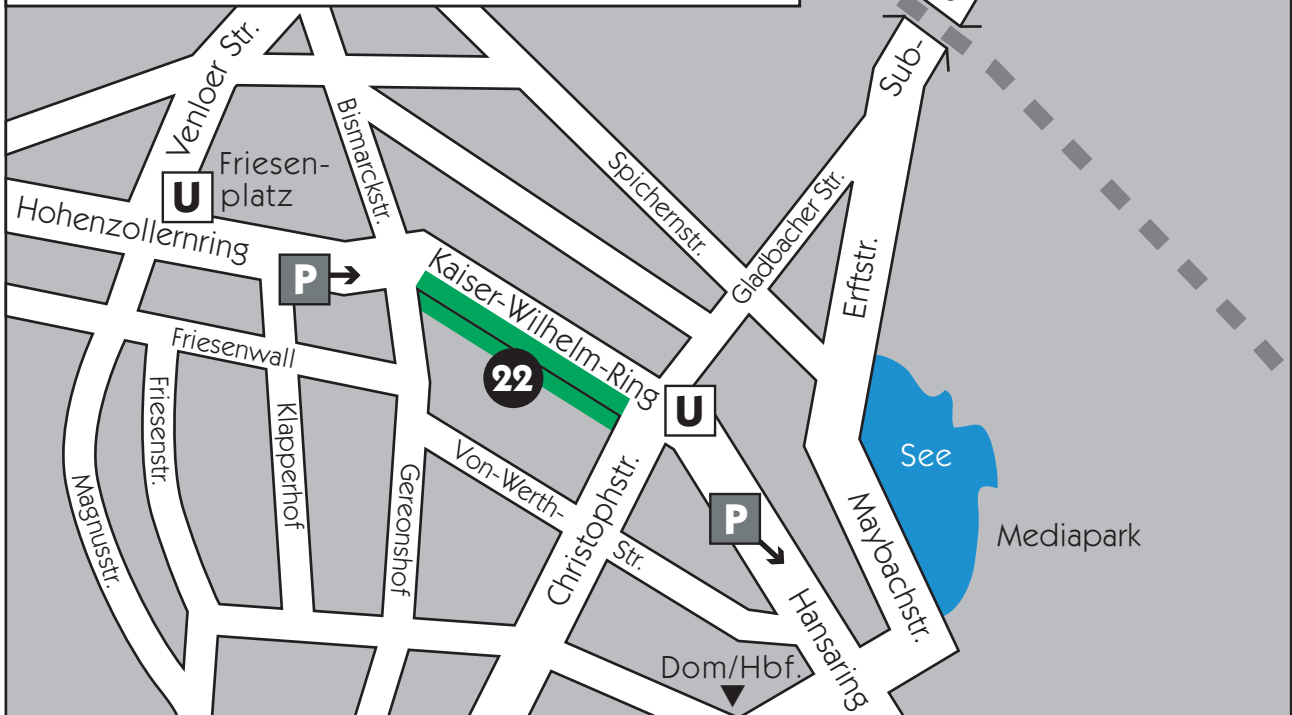 Sub-
Venloer Str.
Bismarckstr.
Friesen-
platz
U
Spichernstr.
Gladbacher Str.
Hohenzollernring
P
Kaiser-Wilhelm-Ring
Erftstr.
Friesenwall
22
U
Friesenstr.
Klapperhof
See
Von-Werth-
Str.
Gereonshof
Magnusstr.
Christophstr.
P
Maybachstr.
Mediapark
Hansaring
Dom/Hbf.